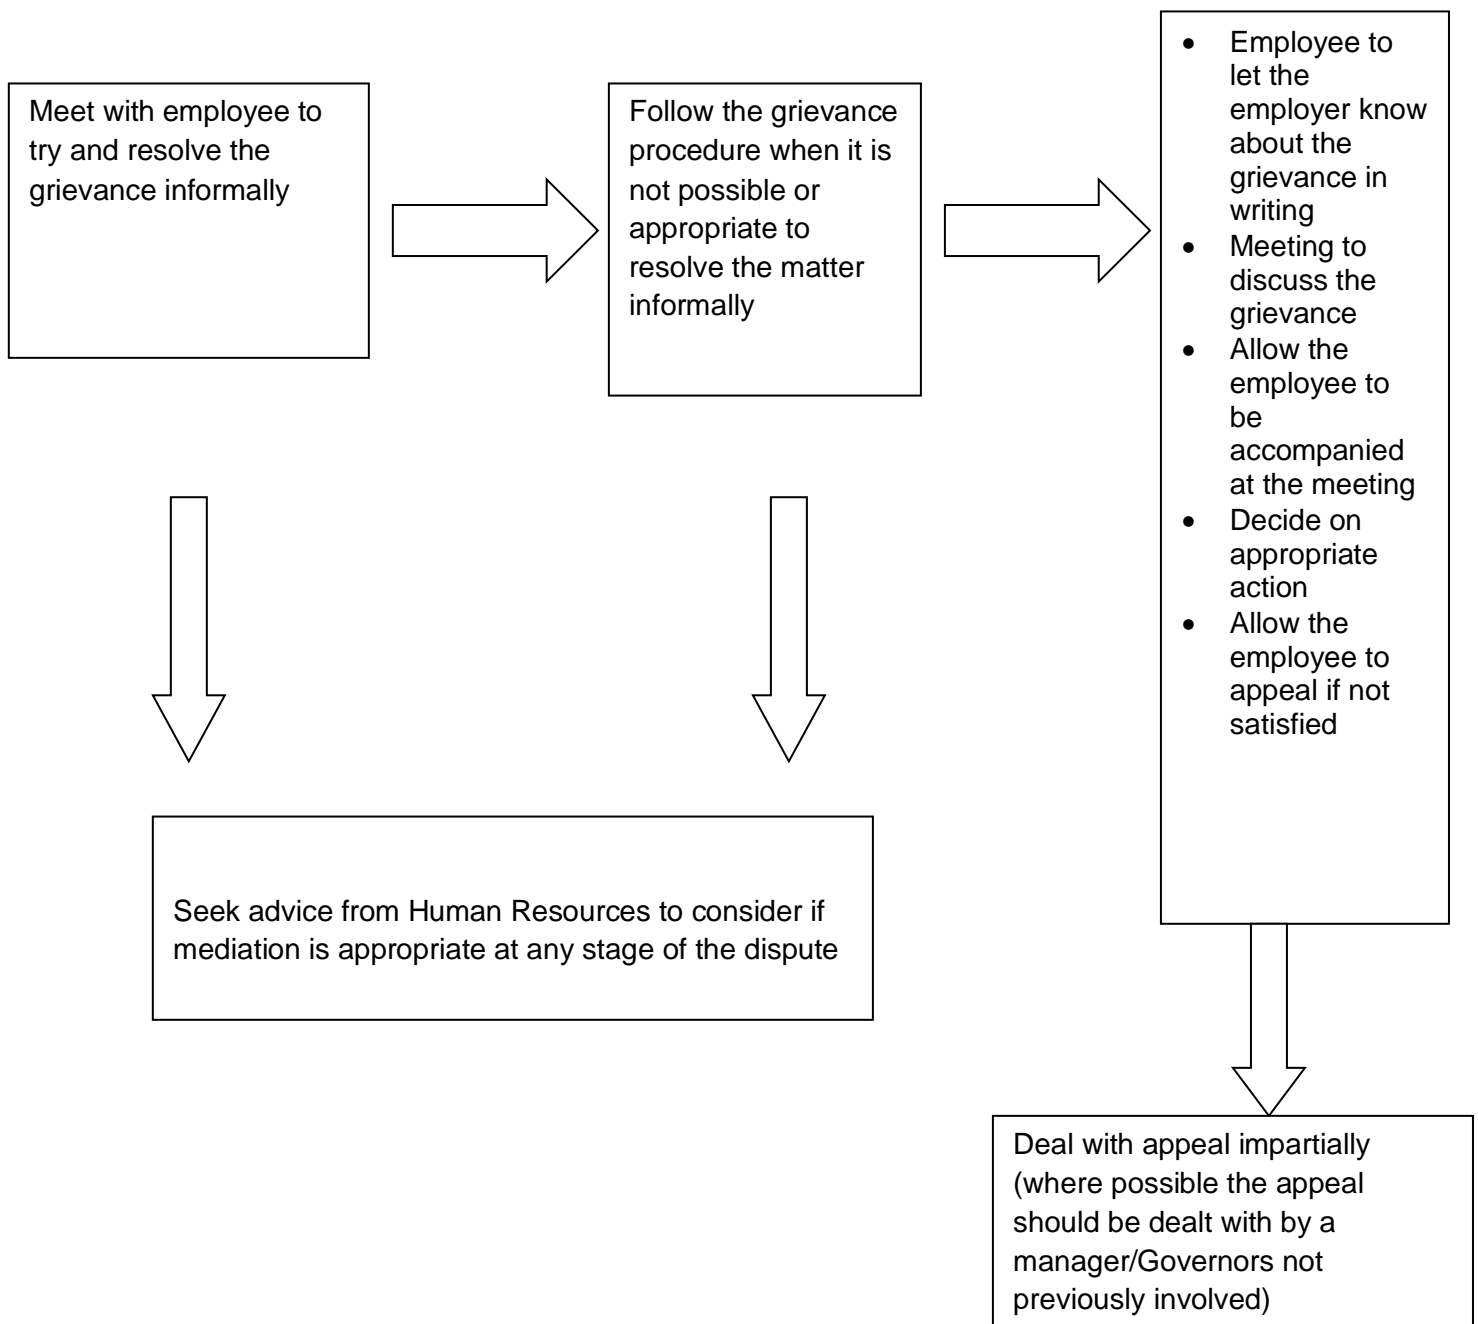 Meet with employee to
try and resolve the
grievance informally
Follow the grievance
procedure when it is
not possible or
appropriate to
resolve the matter
informally
• Employee to
let the
employer know
about the
grievance in
writing
• Meeting to
discuss the
grievance
• Allow the
employee to
be
accompanied
at the meeting
• Decide on
appropriate
action
• Allow the
employee to
appeal if not
satisfied
Seek advice from Human Resources to consider if
mediation is appropriate at any stage of the dispute
Deal with appeal impartially
(where possible the appeal
should be dealt with by a
manager/Governors not
previously involved)